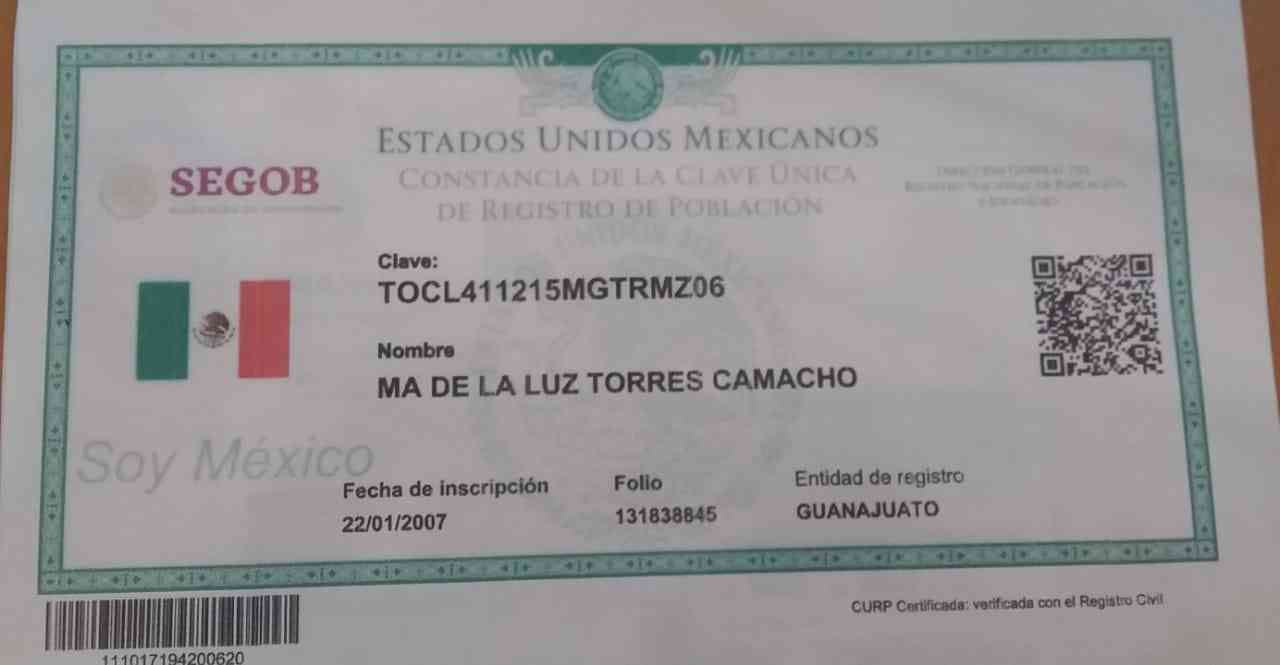 ESTADOS UNIDOS MEXICANOS
SEGOB
CONSTANCIA DE LA CLAVE ÚNICA
DE REGISTRO DE POBLACIÓN
Clave:
TOCL411215MGTRMZ06
Nombre
MA DE LA LUZ TORRES CAMACHO
Soy México
Fecha de inscripción
22/01/2007
Folio
131838845
Entidad de registro
GUANAJUATO
CURP Certificada: verificada con el Registro Civil
111017194200620